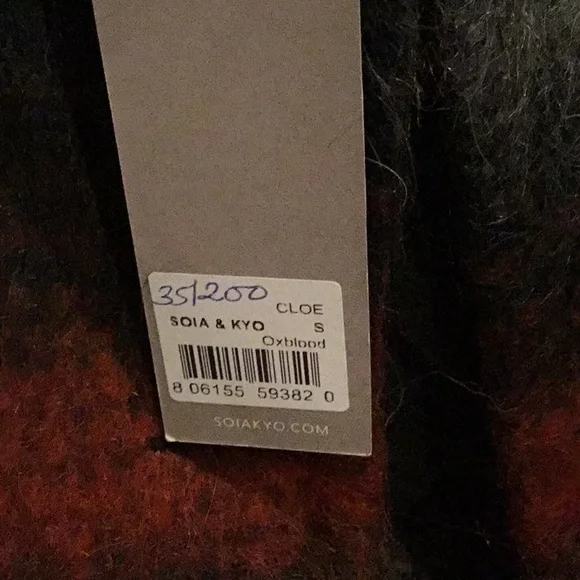 35/200
CLOE
SOIA & KYO S
Oxblood
8 06155 59382 0
SOIAKYO.COM